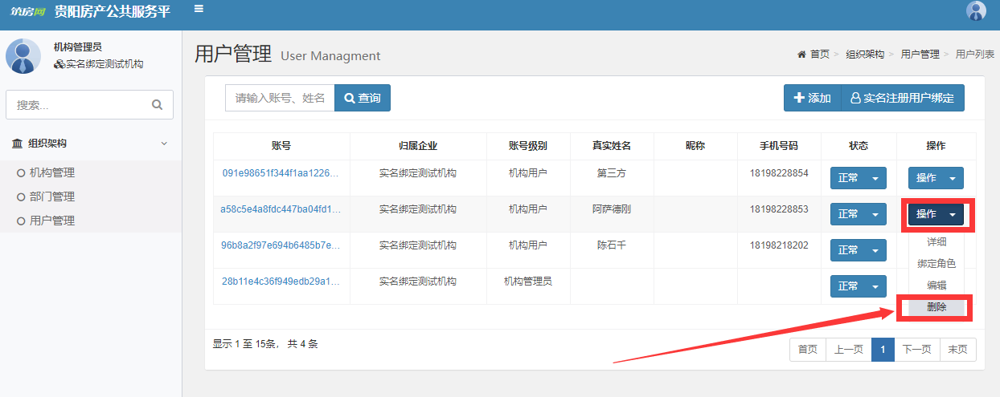 筑房网 贵阳房产公共服务平
机构管理员
实名绑定测试机构
搜索...
组织架构
机构管理
部门管理
用户管理
用户管理 User Managment
首页 > 组织架构 > 用户管理 > 用户列表
请输入账号、姓名 查询 添加 实名注册用户绑定
账号 归属企业 账号级别 真实姓名 昵称 手机号码 状态 操作
091e98651f344f1aa1226... 实名绑定测试机构 机构用户 第三方 18198228854 正常 操作
a58c5e4a8fdc447ba04fd1... 实名绑定测试机构 机构用户 阿萨德刚 18198228853 正常 操作
96b8a2f97e694b6485b7e... 实名绑定测试机构 机构用户 陈石千 18198218202 正常
28b11e4c36f949edb29a1... 实名绑定测试机构 机构管理员 正常
详细
绑定角色
编辑
删除
显示 1 至 15条， 共 4 条
首页 上一页 1 下一页 末页